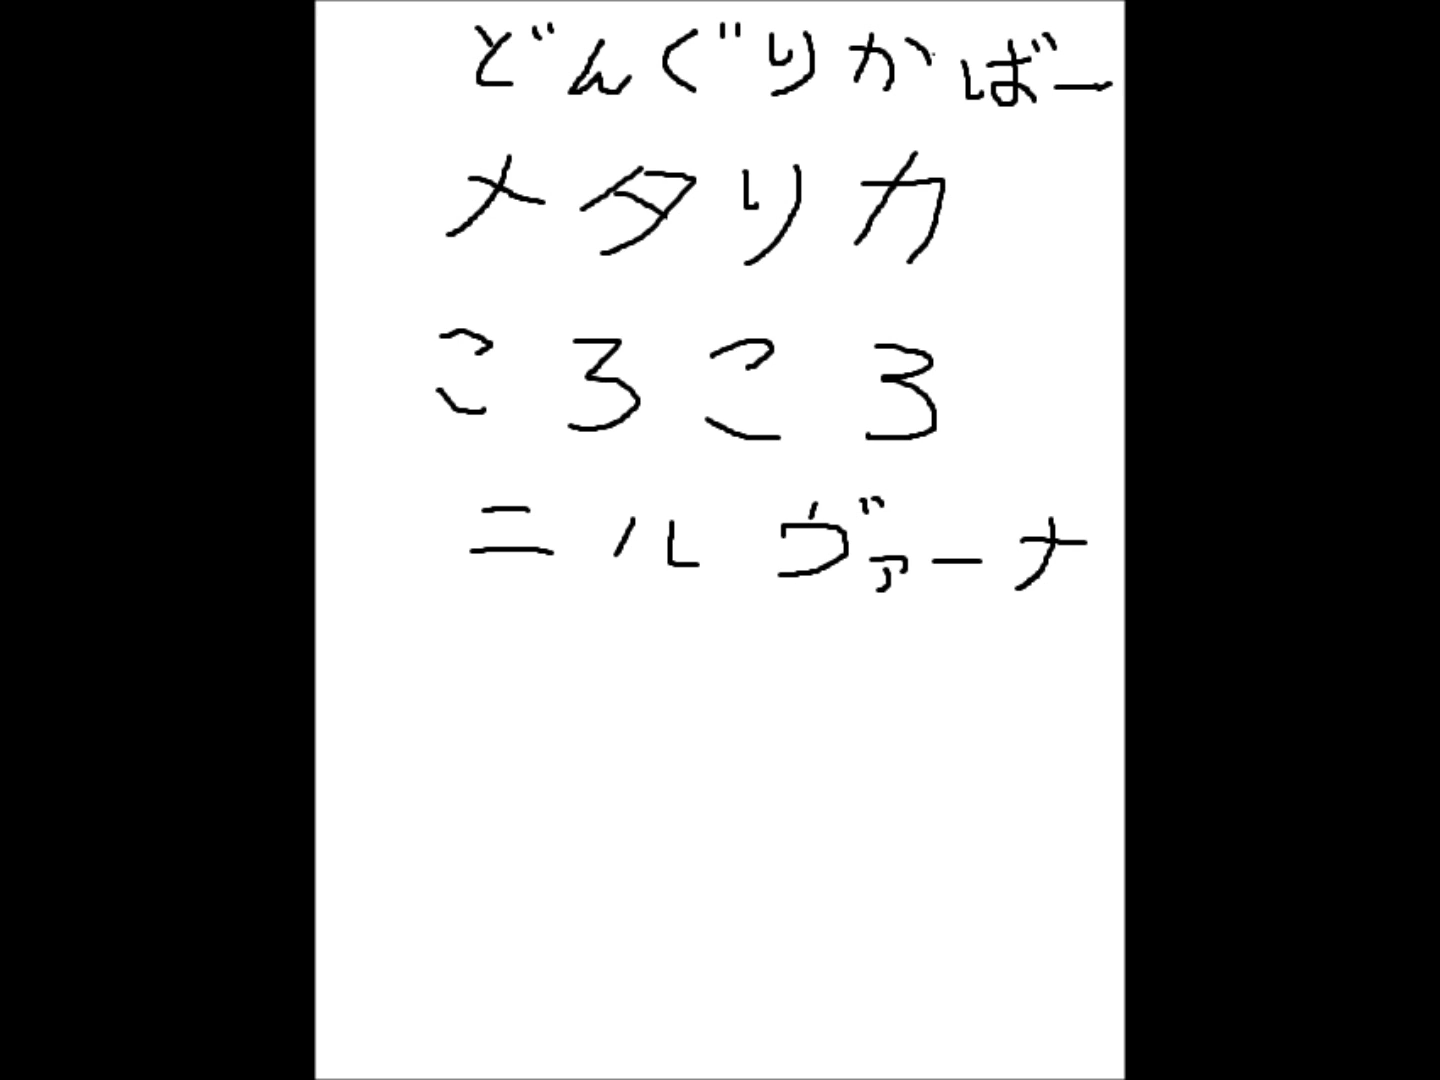 どんぐりかばー
メタリカ
ころころ
ニルヴァーナ